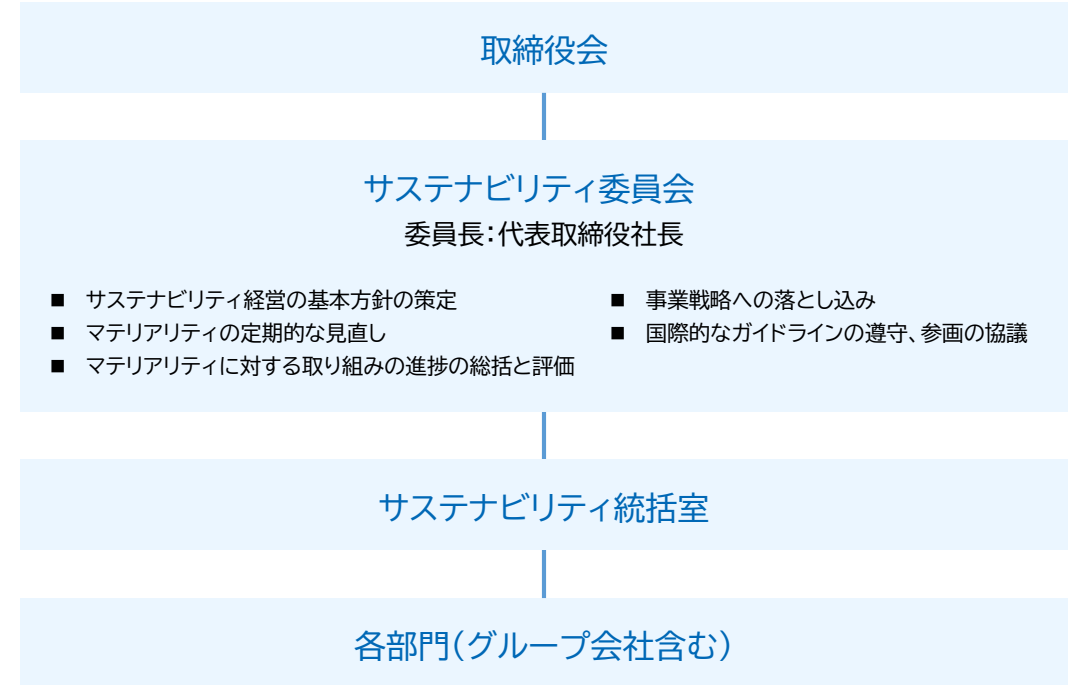 取締役会
サステナビリティ委員会
委員長：代表取締役社長
■ サステナビリティ経営の基本方針の策定
■ マテリアリティの定期的な見直し
■ マテリアリティに対する取り組みの進捗の総括と評価
■ 事業戦略への落とし込み
■ 国際的なガイドラインの遵守、参画の協議
サステナビリティ統括室
各部門（グループ会社含む）